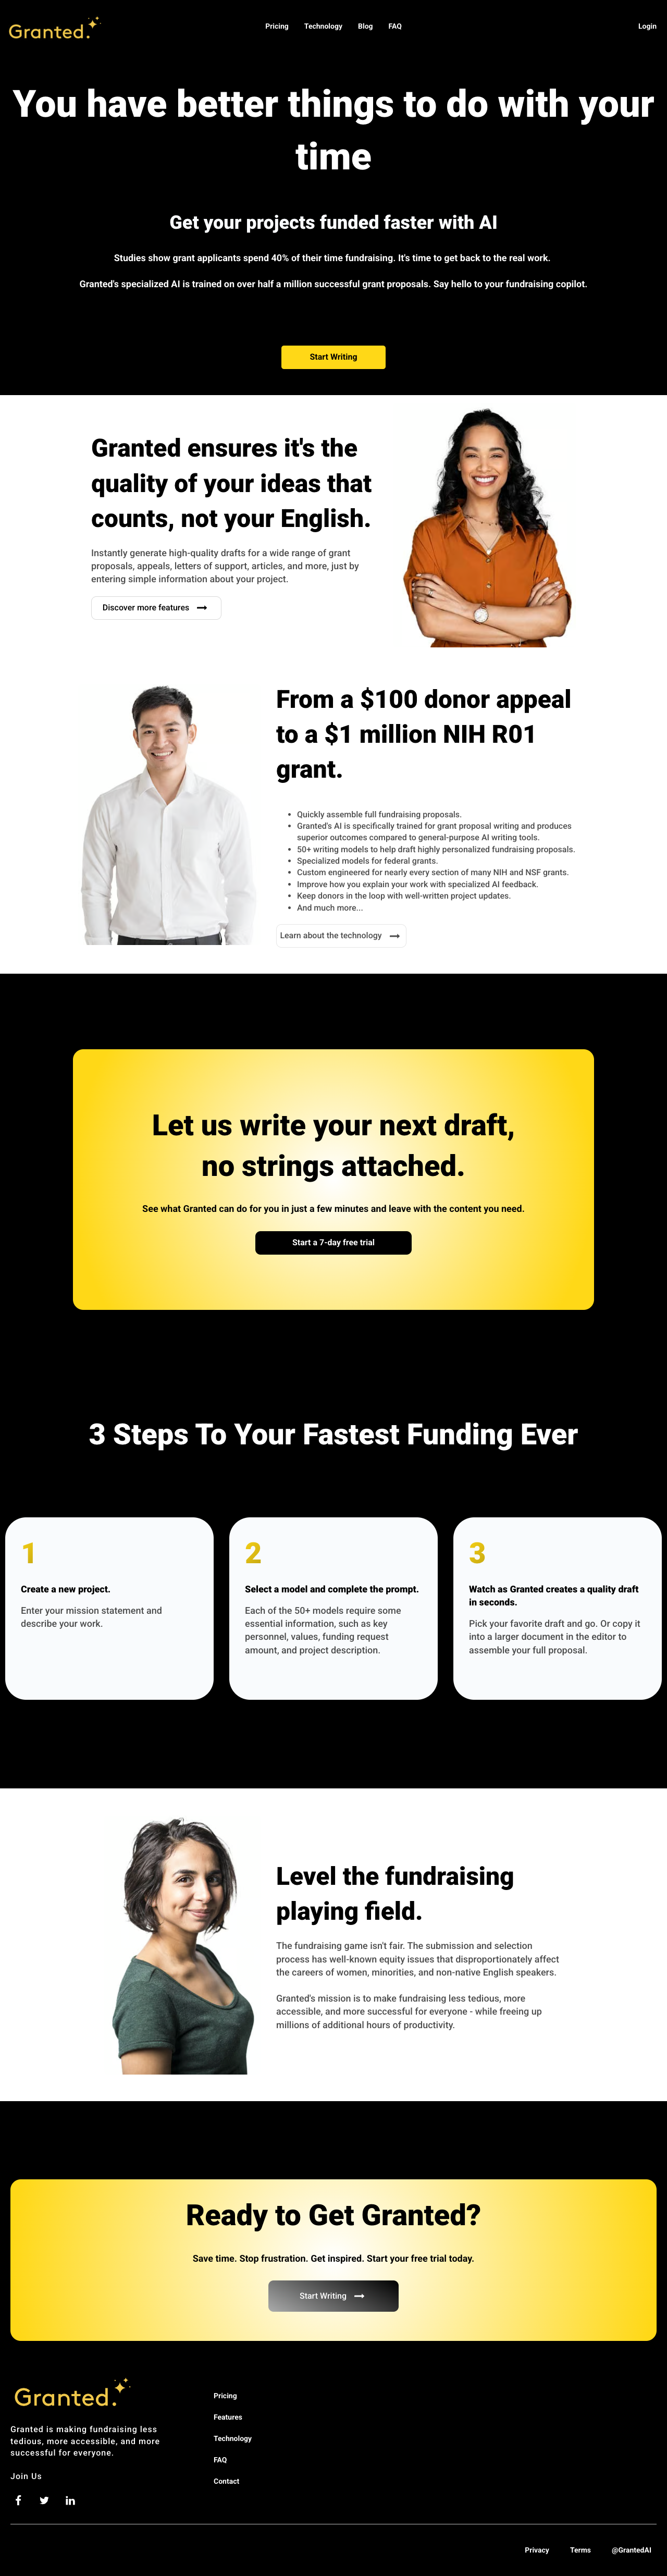 Granted.
Pricing Technology Blog FAQ
Login
You have better things to do with your
time
Get your projects funded faster with AI
Studies show grant applicants spend 40% of their time fundraising. It's time to get back to the real work.
Granted's specialized AI is trained on over half a million successful grant proposals. Say hello to your fundraising copilot.
Start Writing
Granted ensures it's the
quality of your ideas that
counts, not your English.
Instantly generate high-quality drafts for a wide range of grant
proposals, appeals, letters of support, articles, and more, just by
entering simple information about your project.
Discover more features
From a $100 donor appeal
to a $1 million NIH R01
grant.
• Quickly assemble full fundraising proposals.
• Granted's AI is specifically trained for grant proposal writing and produces
superior outcomes compared to general-purpose AI writing tools.
• 50+ writing models to help draft highly personalized fundraising proposals.
• Specialized models for federal grants.
• Custom engineered for nearly every section of many NIH and NSF grants.
• Improve how you explain your work with specialized AI feedback.
• Keep donors in the loop with well-written project updates.
• And much more...
Learn about the technology
Let us write your next draft,
no strings attached.
See what Granted can do for you in just a few minutes and leave with the content you need.
Start a 7-day free trial
3 Steps To Your Fastest Funding Ever
1
Create a new project.
Enter your mission statement and
describe your work.
2
Select a model and complete the prompt.
Each of the 50+ models require some
essential information, such as key
personnel, values, funding request
amount, and project description.
3
Watch as Granted creates a quality draft
in seconds.
Pick your favorite draft and go. Or copy it
into a larger document in the editor to
assemble your full proposal.
Level the fundraising
playing field.
The fundraising game isn't fair. The submission and selection
process has well-known equity issues that disproportionately affect
the careers of women, minorities, and non-native English speakers.
Granted's mission is to make fundraising less tedious, more
accessible, and more successful for everyone - while freeing up
millions of additional hours of productivity.
Ready to Get Granted?
Save time. Stop frustration. Get inspired. Start your free trial today.
Start Writing
Granted.
Granted is making fundraising less
tedious, more accessible, and more
successful for everyone.
Join Us
Pricing
Features
Technology
FAQ
Contact
Privacy Terms @GrantedAI